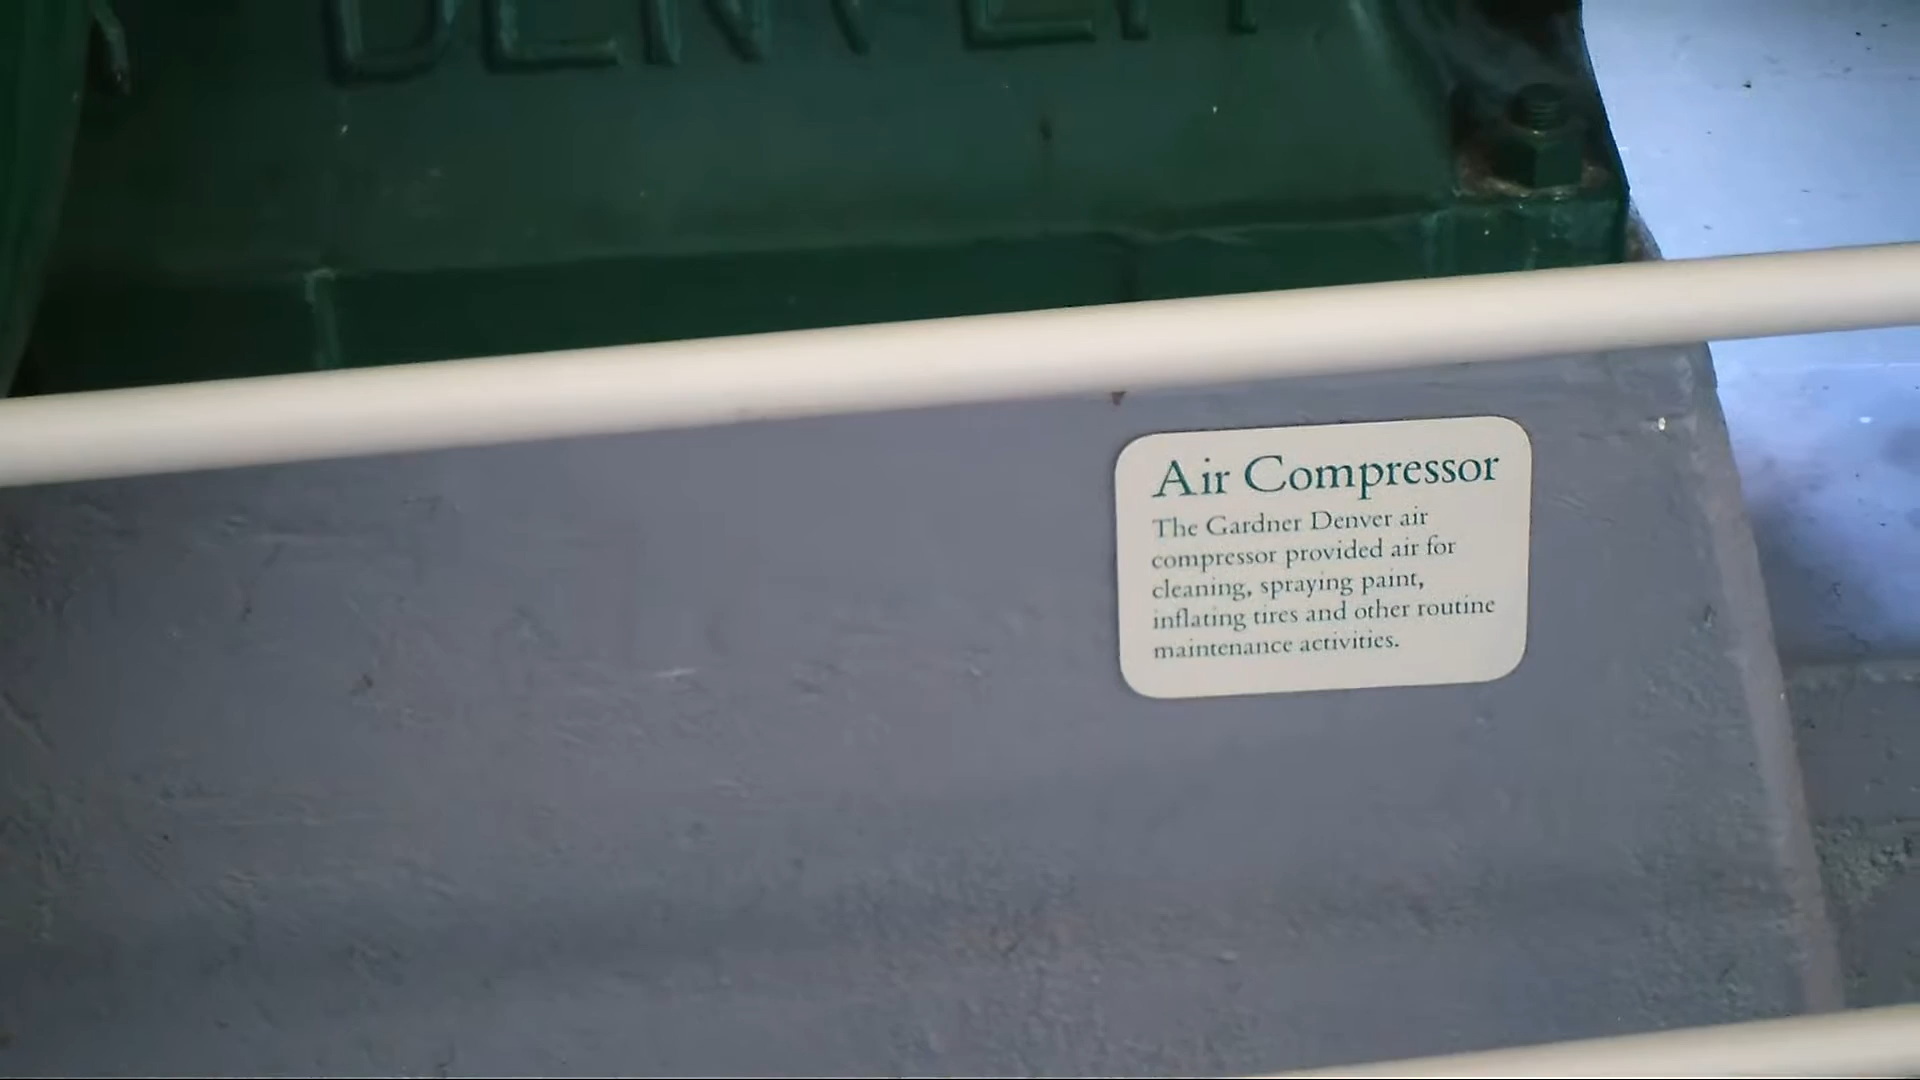 DENVER
Air Compressor
The Gardner Denver air
compressor provided air for
cleaning, spraying paint,
inflating tires and other routine
maintenance activities.